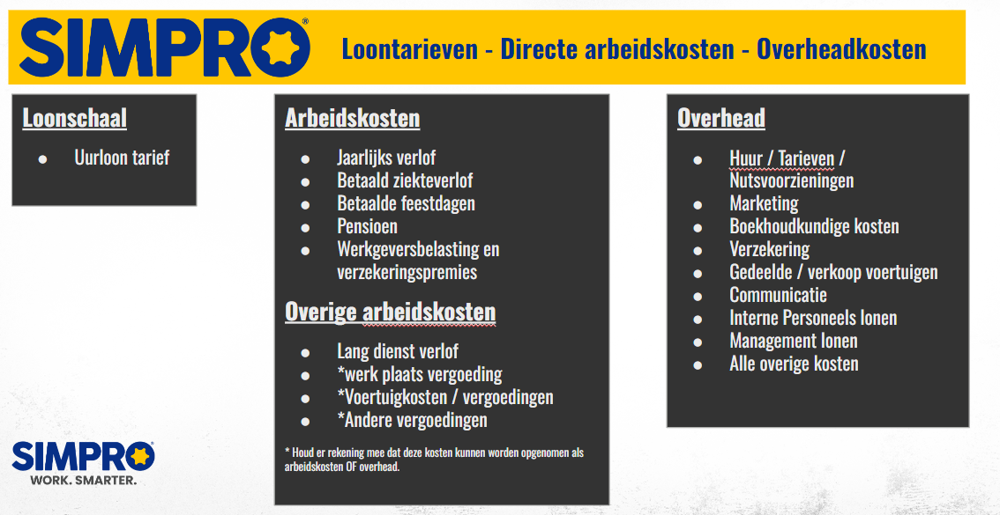 SIMPRO®
Loontarieven - Directe arbeidskosten - Overheadkosten
Loonschaal
● Uurloon tarief
Arbeidskosten
● Jaarlijks verlof
● Betaald ziekteverlof
● Betaalde feestdagen
● Pensioen
● Werkgeversbelasting en
verzekeringspremies
Overige arbeidskosten
● Lang dienst verlof
● *werk plaats vergoeding
● *Voertuigkosten / vergoedingen
● *Andere vergoedingen
* Houd er rekening mee dat deze kosten kunnen worden opgenomen als
arbeidskosten OF overhead.
Overhead
● Huur / Tarieven /
Nutsvoorzieningen
● Marketing
● Boekhoudkundige kosten
● Verzekering
● Gedeelde / verkoop voertuigen
● Communicatie
● Interne Personeels lonen
● Management lonen
● Alle overige kosten
SIMPRO®
WORK. SMARTER.